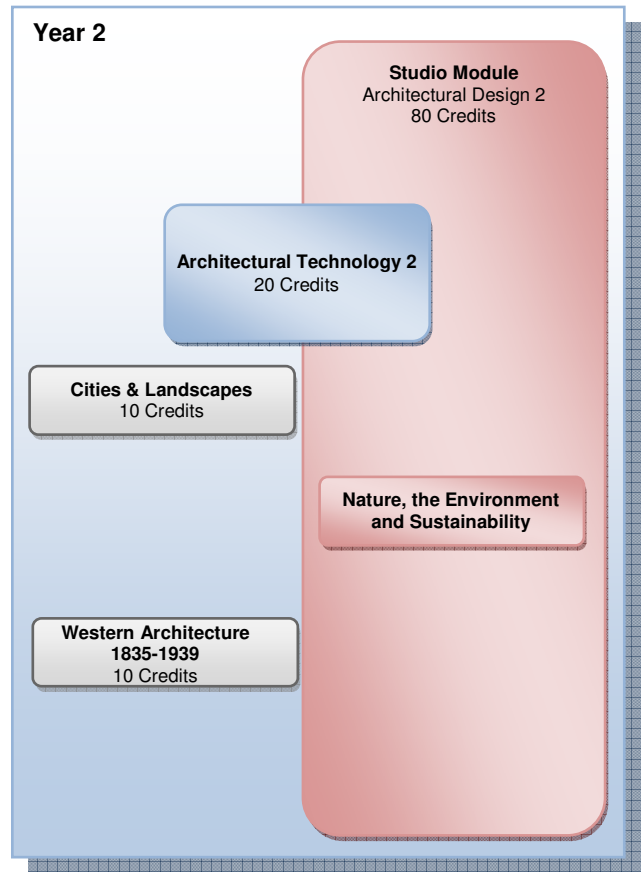 Year 2
Studio Module
Architectural Design 2
80 Credits
Architectural Technology 2
20 Credits
Cities & Landscapes
10 Credits
Nature, the Environment
and Sustainability
Western Architecture
1835-1939
10 Credits